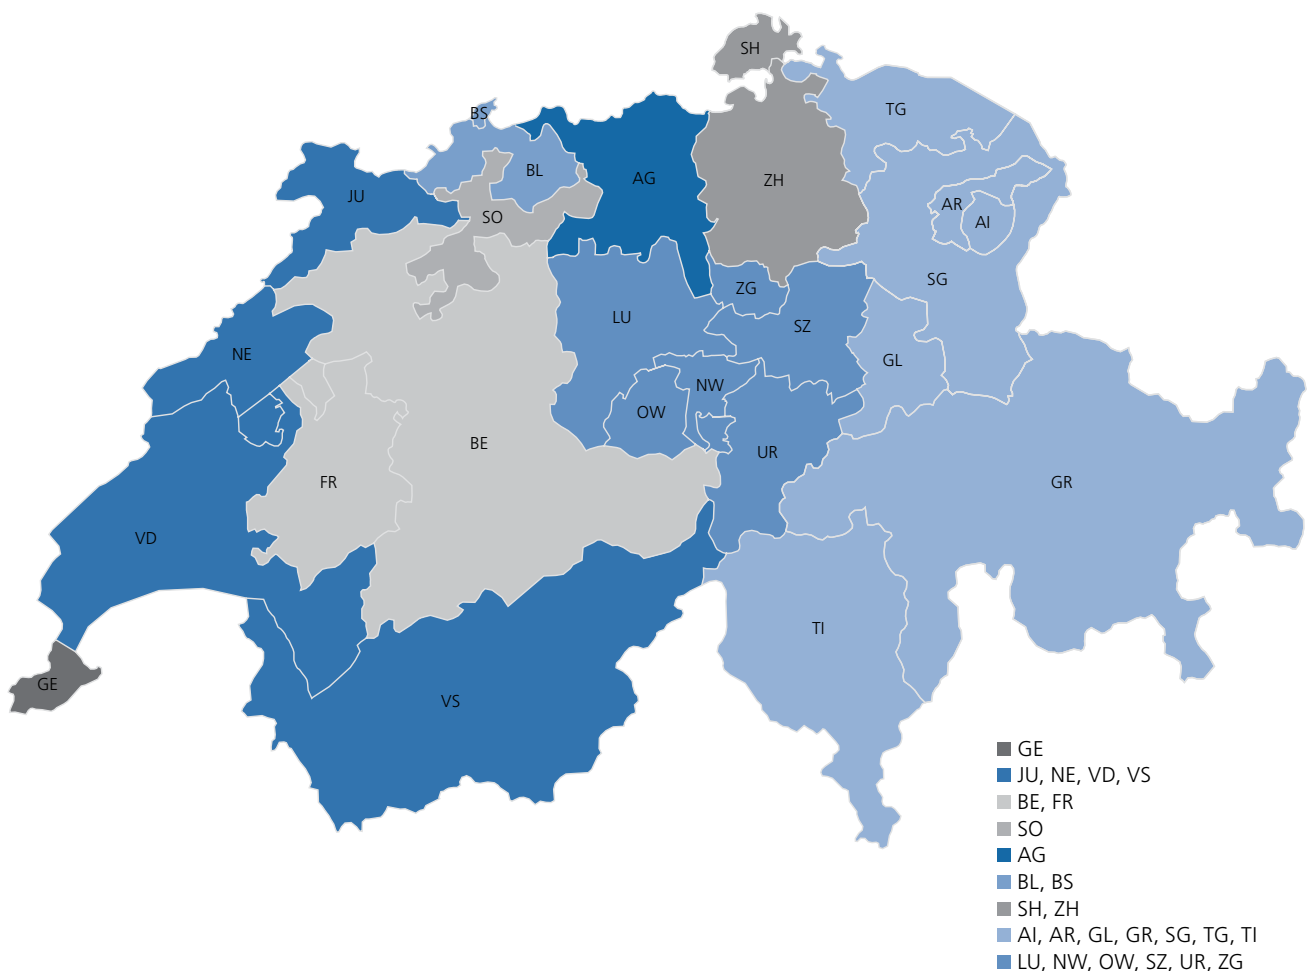 SH
TG
BS
BL
AG
ZH
JU
AR
SO
AI
SG
ZG
LU
SZ
NE
GL
NW
OW
BE
UR
FR
GR
VD
TI
GE
VS
GE
JU, NE, VD, VS
BE, FR
SO
AG
BL, BS
SH, ZH
AI, AR, GL, GR, SG, TG, TI
LU, NW, OW, SZ, UR, ZG